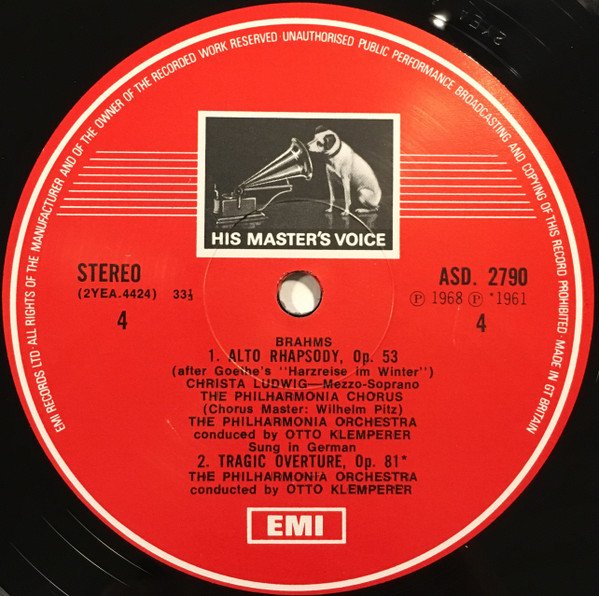 EMI RECORDS LTD·ALL RIGHTS OF THE MANUFACTURER AND OF THE OWNER OF THE RECORDED WORK RESERVED UNAUTHORISED PUBLIC PERFORMANCE BROADCASTING AND COPYING OF THIS RECORD PROHIBITED MADE IN GT BRITAIN
HIS MASTER'S VOICE
STEREO
(2YEA.4424) 33⅓
4
ASD. 2790
Ⓟ 1968 Ⓟ *1961
4
BRAHMS
1. ALTO RHAPSODY, Op. 53
(after Goethe's "Harzreise im Winter")
CHRISTA LUDWIG—Mezzo-Soprano
THE PHILHARMONIA CHORUS
(Chorus Master: Wilhelm Pitz)
THE PHILHARMONIA ORCHESTRA
conduced by OTTO KLEMPERER
Sung in German
2. TRAGIC OVERTURE, Op. 81*
THE PHILHARMONIA ORCHESTRA
conducted by OTTO KLEMPERER
EMI